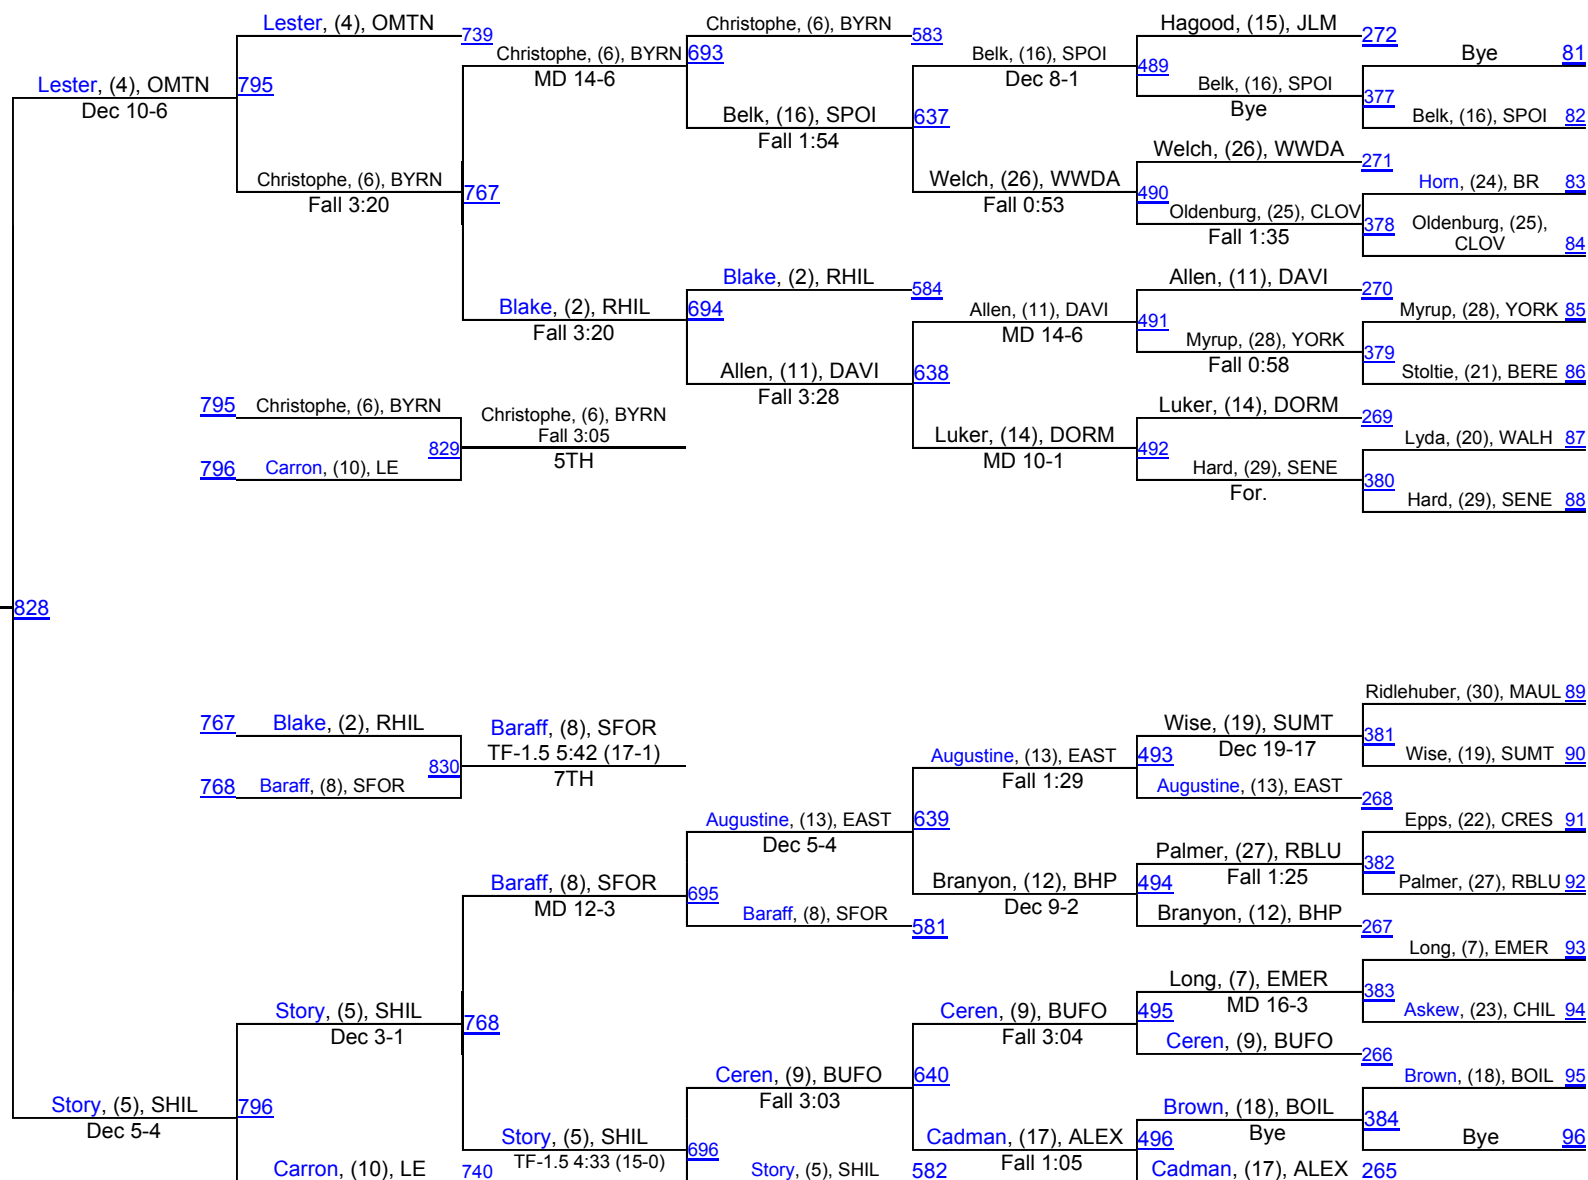 Lester, (4), OMTN
739
Christophe, (6), BYRN
583
Hagood, (15), JLM
272
Christophe, (6), BYRN
693
MD 14-6
Belk, (16), SPOI
489
Dec 8-1
Bye
81
Lester, (4), OMTN
795
Dec 10-6
Belk, (16), SPOI
377
Bye
Belk, (16), SPOI
637
Fall 1:54
Belk, (16), SPOI
82
Welch, (26), WWDA
271
Christophe, (6), BYRN
767
Fall 3:20
Welch, (26), WWDA
490
Fall 0:53
Horn, (24), BR
83
Oldenburg, (25), CLOV
378
Fall 1:35
Oldenburg, (25),
CLOV
84
Blake, (2), RHIL
584
Allen, (11), DAVI
270
Blake, (2), RHIL
694
Fall 3:20
Allen, (11), DAVI
491
MD 14-6
Myrup, (28), YORK
85
Myrup, (28), YORK
379
Fall 0:58
Allen, (11), DAVI
638
Fall 3:28
Stoltie, (21), BERE
86
795
Christophe, (6), BYRN
Christophe, (6), BYRN
Fall 3:05
829
5TH
Luker, (14), DORM
269
Luker, (14), DORM
492
MD 10-1
Lyda, (20), WALH
87
796
Carron, (10), LE
Hard, (29), SENE
380
For.
Hard, (29), SENE
88
828
Ridlehuber, (30), MAUL
89
767
Blake, (2), RHIL
Baraff, (8), SFOR
TF-1.5 5:42 (17-1)
830
7TH
Wise, (19), SUMT
381
Dec 19-17
Augustine, (13), EAST
493
Fall 1:29
Wise, (19), SUMT
90
768
Baraff, (8), SFOR
Augustine, (13), EAST
268
Augustine, (13), EAST
639
Dec 5-4
Epps, (22), CRES
91
Palmer, (27), RBLU
382
Fall 1:25
Baraff, (8), SFOR
695
MD 12-3
Branyon, (12), BHP
494
Dec 9-2
Palmer, (27), RBLU
92
Baraff, (8), SFOR
581
Branyon, (12), BHP
267
Long, (7), EMER
93
Long, (7), EMER
383
MD 16-3
Story, (5), SHIL
768
Dec 3-1
Ceren, (9), BUFO
495
Fall 3:04
Askew, (23), CHIL
94
Ceren, (9), BUFO
266
Ceren, (9), BUFO
640
Fall 3:03
Brown, (18), BOIL
95
Story, (5), SHIL
796
Dec 5-4
Brown, (18), BOIL
384
Bye
Story, (5), SHIL
696
TF-1.5 4:33 (15-0)
Cadman, (17), ALEX
496
Fall 1:05
Bye
96
Carron, (10), LE
740
Story, (5), SHIL
582
Cadman, (17), ALEX
265